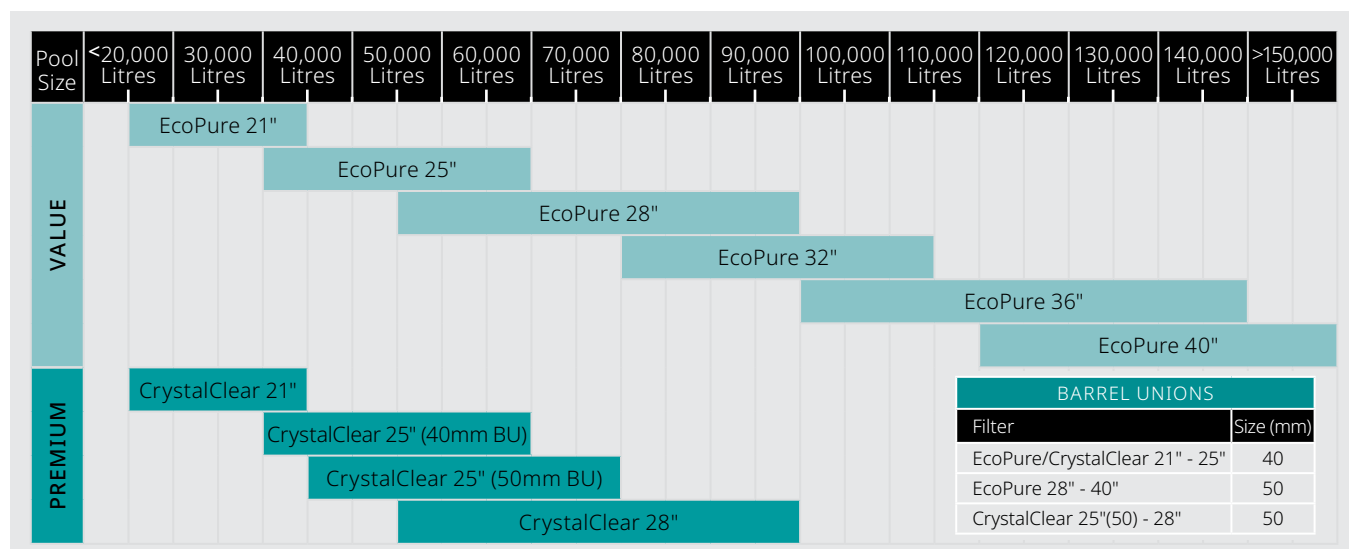 Pool Size <20,000 Litres 30,000 Litres 40,000 Litres 50,000 Litres 60,000 Litres 70,000 Litres 80,000 Litres 90,000 Litres 100,000 Litres 110,000 Litres 120,000 Litres 130,000 Litres 140,000 Litres >150,000 Litres
VALUE
EcoPure 21"
EcoPure 25"
EcoPure 28"
EcoPure 32"
EcoPure 36"
EcoPure 40"
PREMIUM
CrystalClear 21"
CrystalClear 25" (40mm BU)
CrystalClear 25" (50mm BU)
CrystalClear 28"
BARREL UNIONS
Filter Size (mm)
EcoPure/CrystalClear 21" - 25" 40
EcoPure 28" - 40" 50
CrystalClear 25"(50) - 28" 50